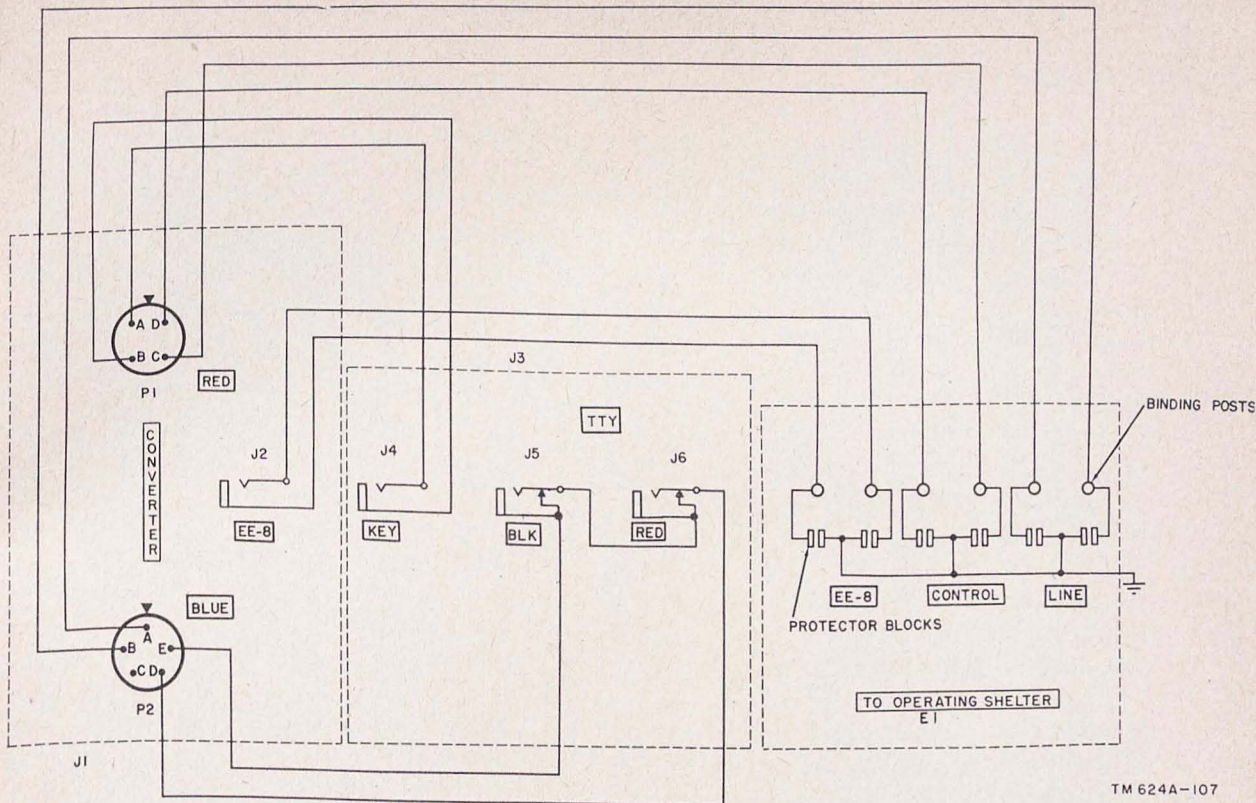 A D
B C
P1
RED
CONVERTER
J2
EE-8
BLUE
A
B E
C D
P2
J1
J3
TTY
J4
KEY
J5
BLK
J6
RED
BINDING POSTS
EE-8
CONTROL
LINE
PROTECTOR BLOCKS
TO OPERATING SHELTER
E1
TM 624A-107